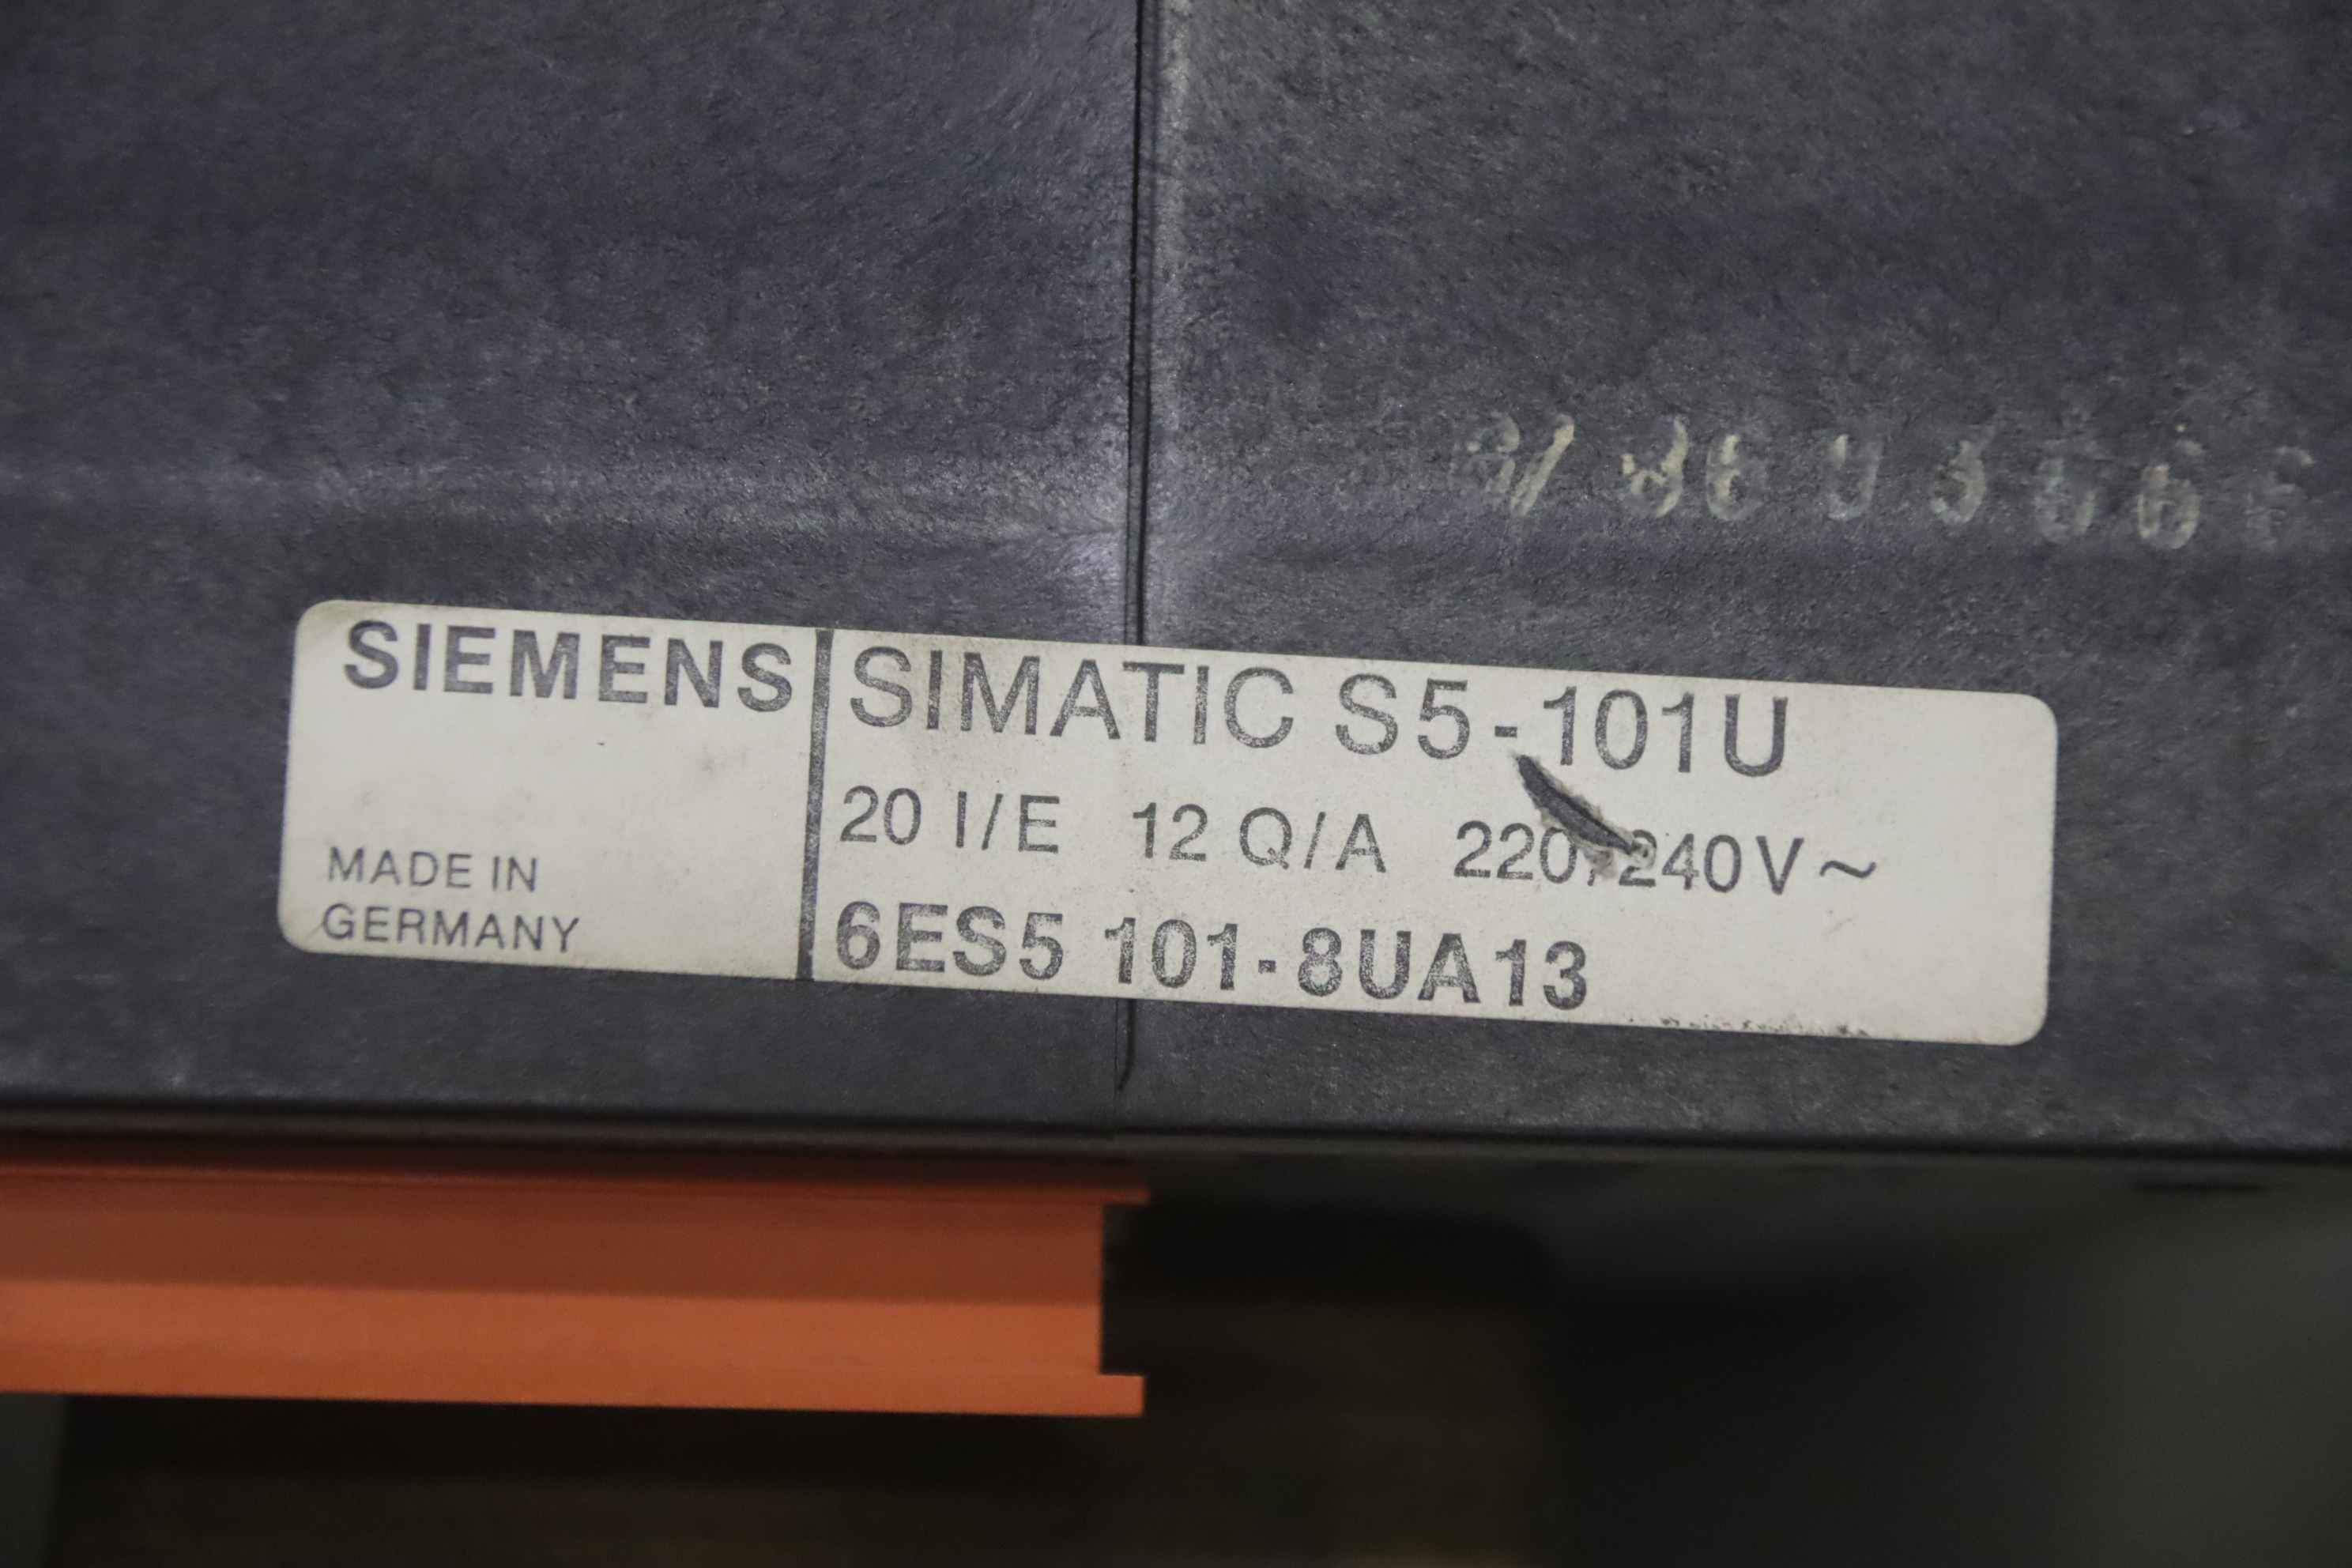 SIEMENS
MADE IN
GERMANY
SIMATIC S5-101U
20 I/E 12 Q/A 220/240V~
6ES5 101-8UA13